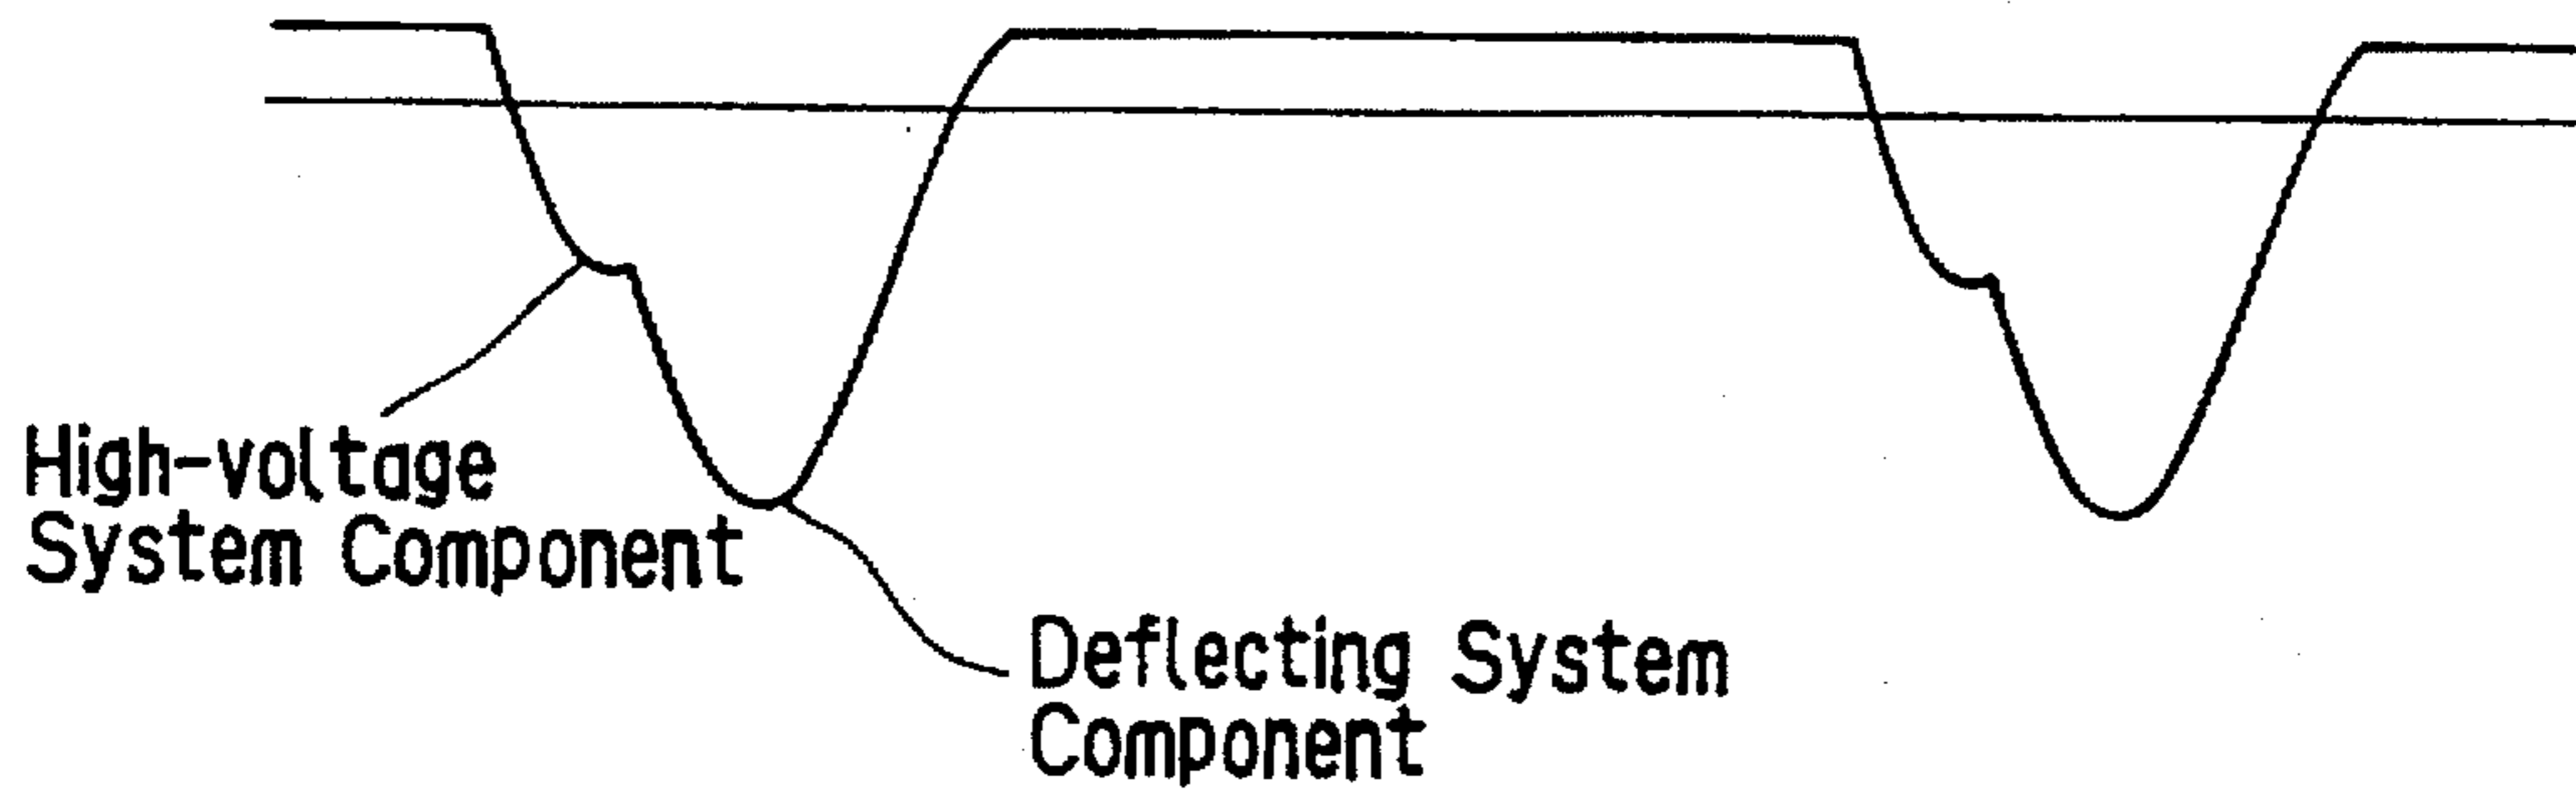 High-voltage
System Component
Deflecting System
Component